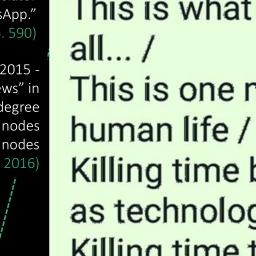 sApp.”
. 590)
2015 -
ws” in
degree
nodes
nodes
2016)
This is what
all... /
This is one
human life /
Killing time
as technolog
Killing time